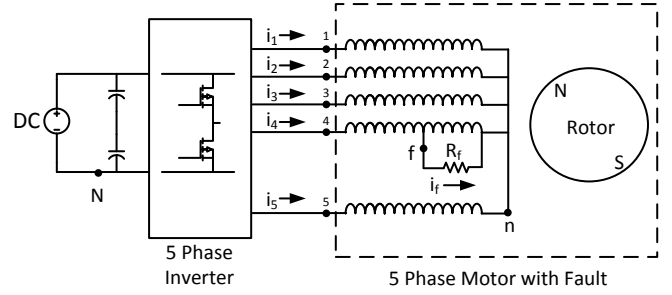 i1
1
i2
2
i3
3
i4
4
DC
f
Rf
if
N
i5
5
n
N
Rotor
S
5 Phase
Inverter
5 Phase Motor with Fault